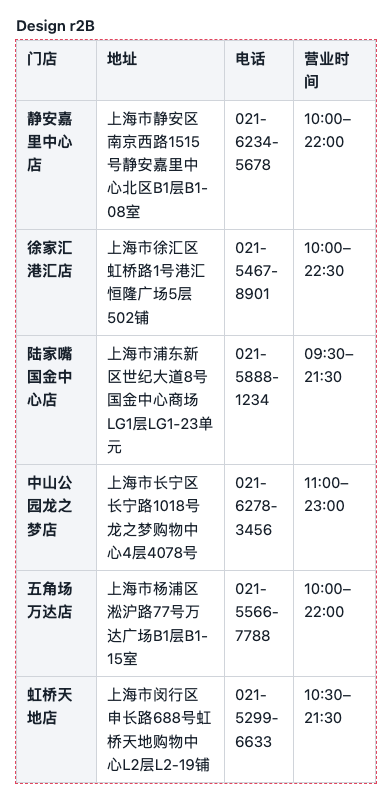 Design r2B
门店
地址
电话
营业时
间
静安嘉
里中心
店
上海市静安区
南京西路1515
号静安嘉里中
心北区B1层B1-
08室
021-
6234-
5678
10:00–
22:00
徐家汇
港汇店
上海市徐汇区
虹桥路1号港汇
恒隆广场5层
502铺
021-
5467-
8901
10:00–
22:30
陆家嘴
国金中
心店
上海市浦东新
区世纪大道8号
国金中心商场
LG1层LG1-23单
元
021-
5888-
1234
09:30–
21:30
中山公
园龙之
梦店
上海市长宁区
长宁路1018号
龙之梦购物中
心4层4078号
021-
6278-
3456
11:00–
23:00
五角场
万达店
上海市杨浦区
淞沪路77号万
达广场B1层B1-
15室
021-
5566-
7788
10:00–
22:00
虹桥天
地店
上海市闵行区
申长路688号虹
桥天地购物中
心L2层L2-19铺
021-
5299-
6633
10:30–
21:30